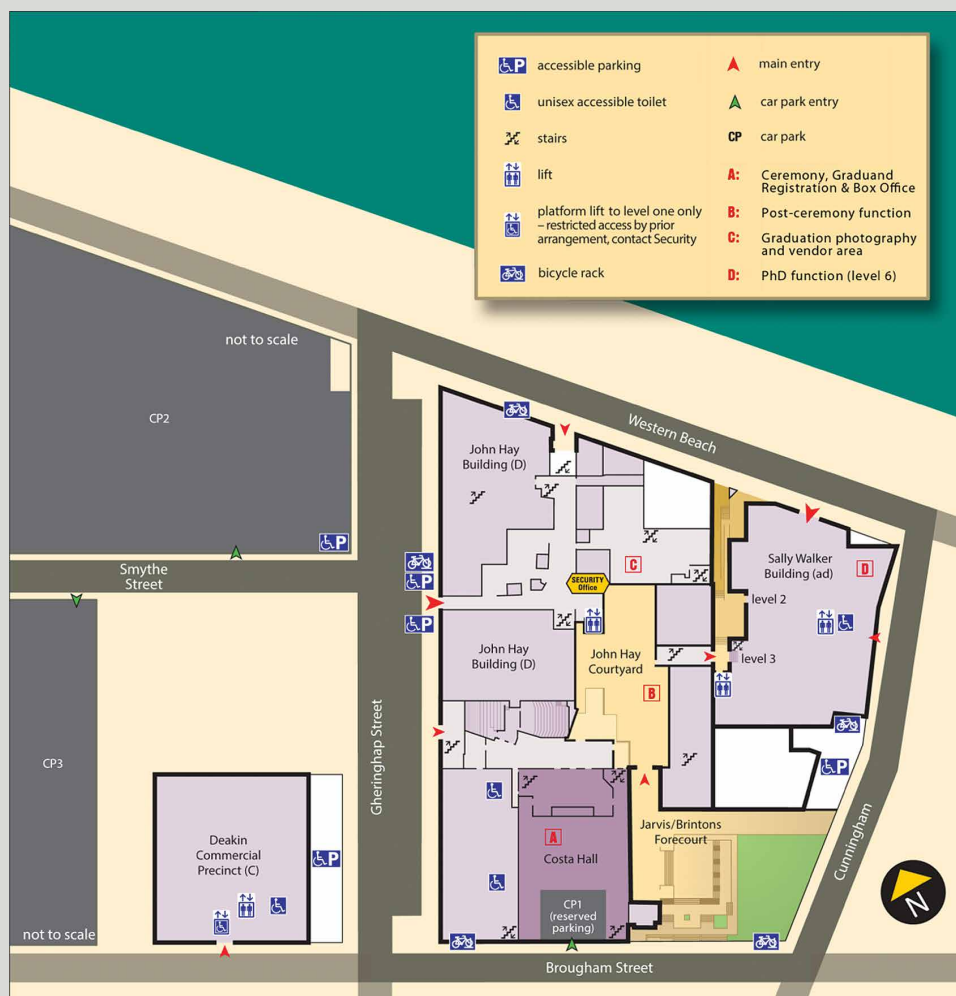 P accessible parking
unisex accessible toilet
stairs
lift
platform lift to level one only
– restricted access by prior
arrangement, contact Security
bicycle rack
main entry
car park entry
CP car park
A: Ceremony, Graduand
Registration & Box Office
B: Post-ceremony function
C: Graduation photography
and vendor area
D: PhD function (level 6)
not to scale
CP2
Western Beach
John Hay
Building (D)
P
Smythe
Street
P
P
C
SECURITY
Office
Sally Walker
Building (ad)
D
level 2
level 3
John Hay
Building (D)
John Hay
Courtyard
B
Gheringhap Street
CP3
P
Deakin
Commercial
Precinct (C)
P
A
Costa Hall
Jarvis/Brintons
Forecourt
Cunningham
CP1
(reserved
parking)
N
not to scale
Brougham Street